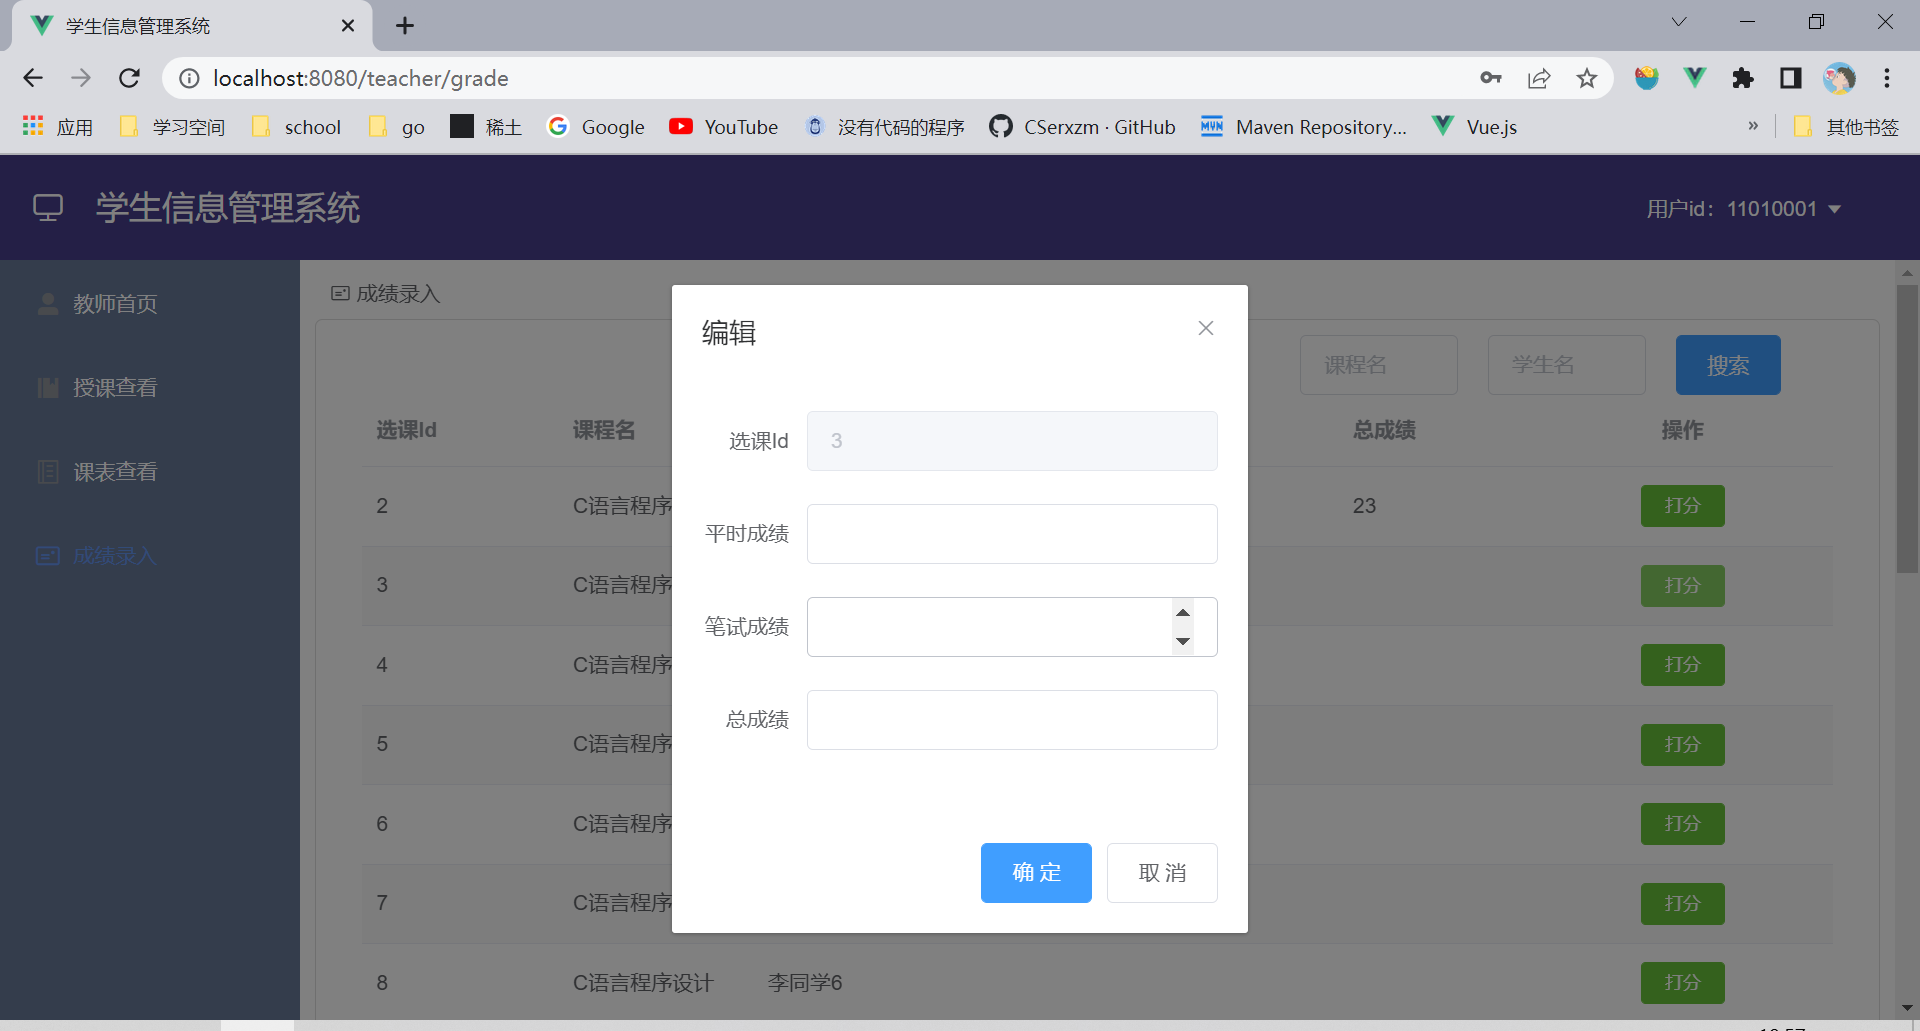 学生信息管理系统
localhost:8080/teacher/grade
应用 学习空间 school go 稀土 Google YouTube 没有代码的程序 CSerxzm · GitHub Maven Repository... Vue.js » 其他书签
学生信息管理系统 用户id：11010001
教师首页
授课查看
课表查看
成绩录入
成绩录入
课程名 学生名 搜索
选课Id 课程名 总成绩 操作
2 C语言程序 23 打分
3 C语言程序 打分
4 C语言程序 打分
5 C语言程序 打分
6 C语言程序 打分
7 C语言程序 打分
8 C语言程序设计 李同学6 打分
编辑
选课Id 3
平时成绩
笔试成绩
总成绩
确 定 取 消